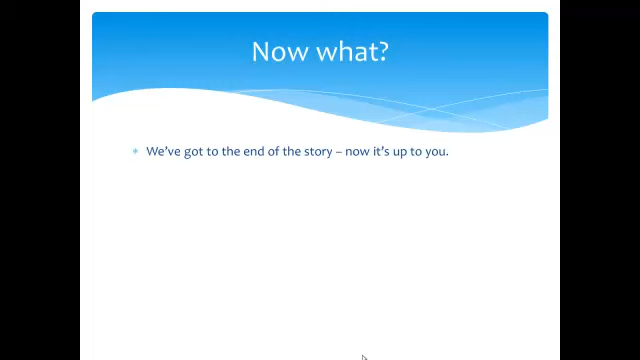 Now what?
We've got to the end of the story – now it's up to you.